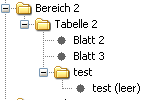 Bereich 2
Tabelle 2
Blatt 2
Blatt 3
test
test (leer)